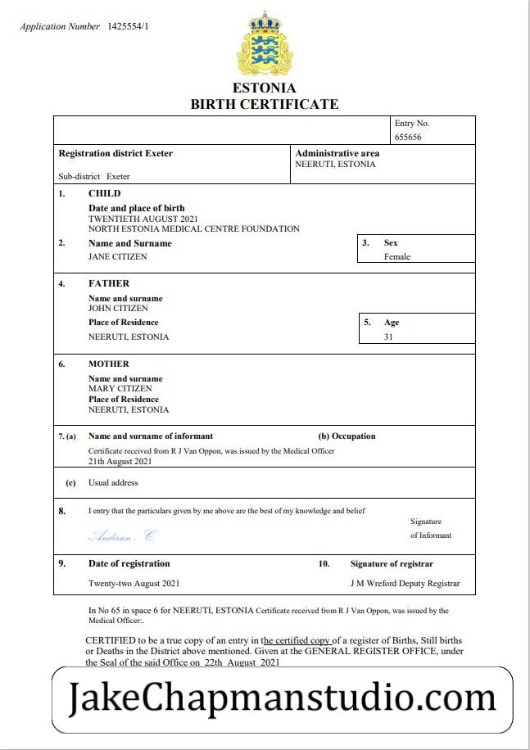 Application Number 1425554/1
ESTONIA
BIRTH CERTIFICATE
Entry No.
655656
Registration district Exeter
Administrative area
NEERUTI, ESTONIA
Sub-district Exeter
1. CHILD
Date and place of birth
TWENTIETH AUGUST 2021
NORTH ESTONIA MEDICAL CENTRE FOUNDATION
2. Name and Surname
3. Sex
JANE CITIZEN
Female
4. FATHER
Name and surname
JOHN CITIZEN
Place of Residence
5. Age
NEERUTI, ESTONIA
31
6. MOTHER
Name and surname
MARY CITIZEN
Place of Residence
NEERUTI, ESTONIA
7. (a) Name and surname of informant
(b) Occupation
Certificate received from R J Van Oppon, was issued by the Medical Officer
21th August 2021
(c) Usual address
8. I entry that the particulars given by me above are the best of my knowledge and belief
Signature
of Informant
Anderson C
9. Date of registration
10. Signature of registrar
Twenty-two August 2021
J M Wreford Deputy Registrar
In No 65 in space 6 for NEERUTI, ESTONIA Certificate received from R J Van Oppon, was issued by the
Medical Officer:.
CERTIFIED to be a true copy of an entry in the certified copy of a register of Births, Still births
or Deaths in the District above mentioned. Given at the GENERAL REGISTER OFFICE, under
the Seal of the said Office on 22th August 2021
JakeChapmanstudio.com